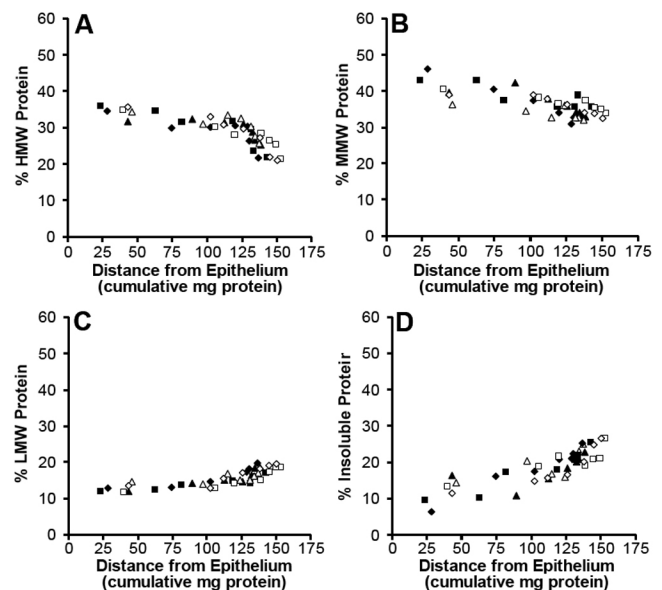 A
% HMW Protein
60
50
40
30
20
10
0
0 25 50 75 100 125 150 175
Distance from Epithelium
(cumulative mg protein)
B
% MMW Protein
60
50
40
30
20
10
0
0 25 50 75 100 125 150 175
Distance from Epithelium
(cumulative mg protein)
C
% LMW Protein
60
50
40
30
20
10
0
0 25 50 75 100 125 150 175
Distance from Epithelium
(cumulative mg protein)
D
% Insoluble Proteir
60
50
40
30
20
10
0
0 25 50 75 100 125 150 175
Distance from Epithelium
(cumulative mg protein)